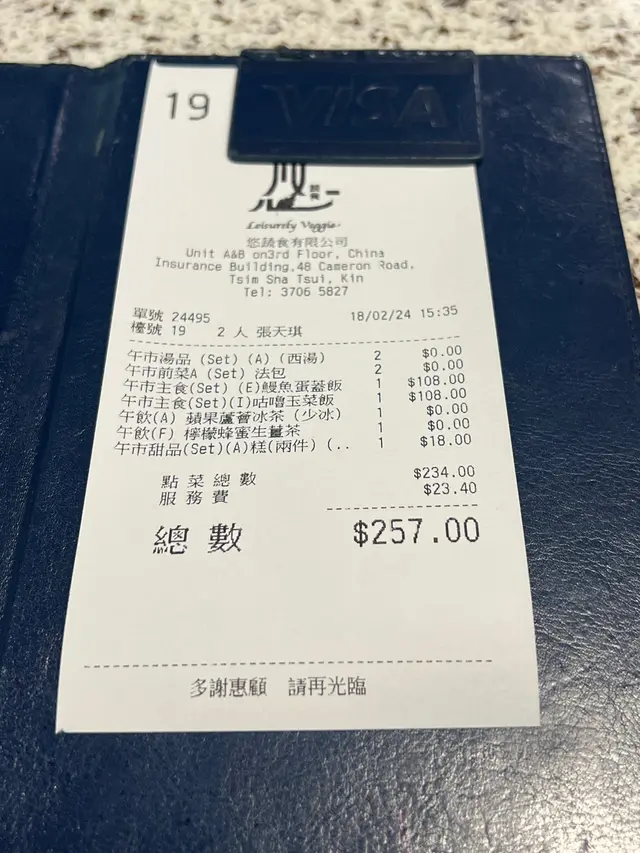 19
VISA
悠
蔬食
Leisurely Veggie
悠蔬食有限公司
Unit A&B on3rd Floor, China
Insurance Building,48 Cameron Road,
Tsim Sha Tsui, Kin
Tel: 3706 5827
單號 24495 18/02/24 15:35
檯號 19 2 人 張天琪
午市湯品 (Set) (A) (西湯) 2 $0.00
午市前菜A (Set) 法包 2 $0.00
午市主食(Set) (E)鰻魚蛋蓋飯 1 $108.00
午市主食(Set)(I)咕嚕玉菜飯 1 $108.00
午飲(A) 蘋果蘆薈冰茶 (少冰) 1 $0.00
午飲(F) 檸檬蜂蜜生薑茶 1 $0.00
午市甜品(Set)(A)糕(兩件) (.. 1 $18.00
點菜總數 $234.00
服務費 $23.40
總數 $257.00
多謝惠顧 請再光臨